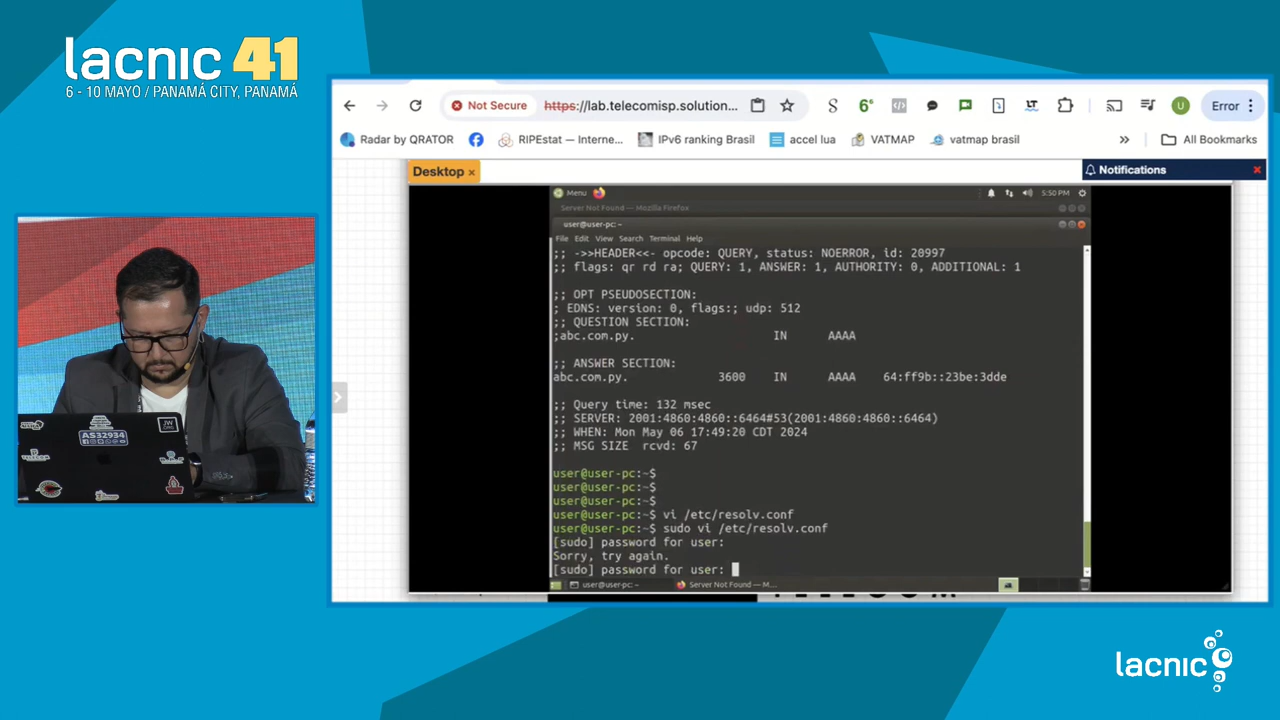 lacnic 41
6 - 10 MAYO / PANAMÁ CITY, PANAMÁ
Not Secure https://lab.telecomisp.solution... 6° LT U Error
Radar by QRATOR RIPEstat — Interne... IPv6 ranking Brasil accel lua VATMAP vatmap brasil » All Bookmarks
Desktop × Notifications ×
Menu 5:50 PM
Server Not Found — Mozilla Firefox
user@user-pc: ~
File Edit View Search Terminal Help
;; ->>HEADER<<- opcode: QUERY, status: NOERROR, id: 20997
;; flags: qr rd ra; QUERY: 1, ANSWER: 1, AUTHORITY: 0, ADDITIONAL: 1
;; OPT PSEUDOSECTION:
; EDNS: version: 0, flags:; udp: 512
;; QUESTION SECTION:
;abc.com.py. IN AAAA
;; ANSWER SECTION:
abc.com.py. 3600 IN AAAA 64:ff9b::23be:3dde
;; Query time: 132 msec
;; SERVER: 2001:4860:4860::6464#53(2001:4860:4860::6464)
;; WHEN: Mon May 06 17:49:20 CDT 2024
;; MSG SIZE rcvd: 67
user@user-pc:~$
user@user-pc:~$
user@user-pc:~$
user@user-pc:~$ vi /etc/resolv.conf
user@user-pc:~$ sudo vi /etc/resolv.conf
[sudo] password for user:
Sorry, try again.
[sudo] password for user:
user@user-pc: ~ Server Not Found — M...
AS32934
JW
lacnic